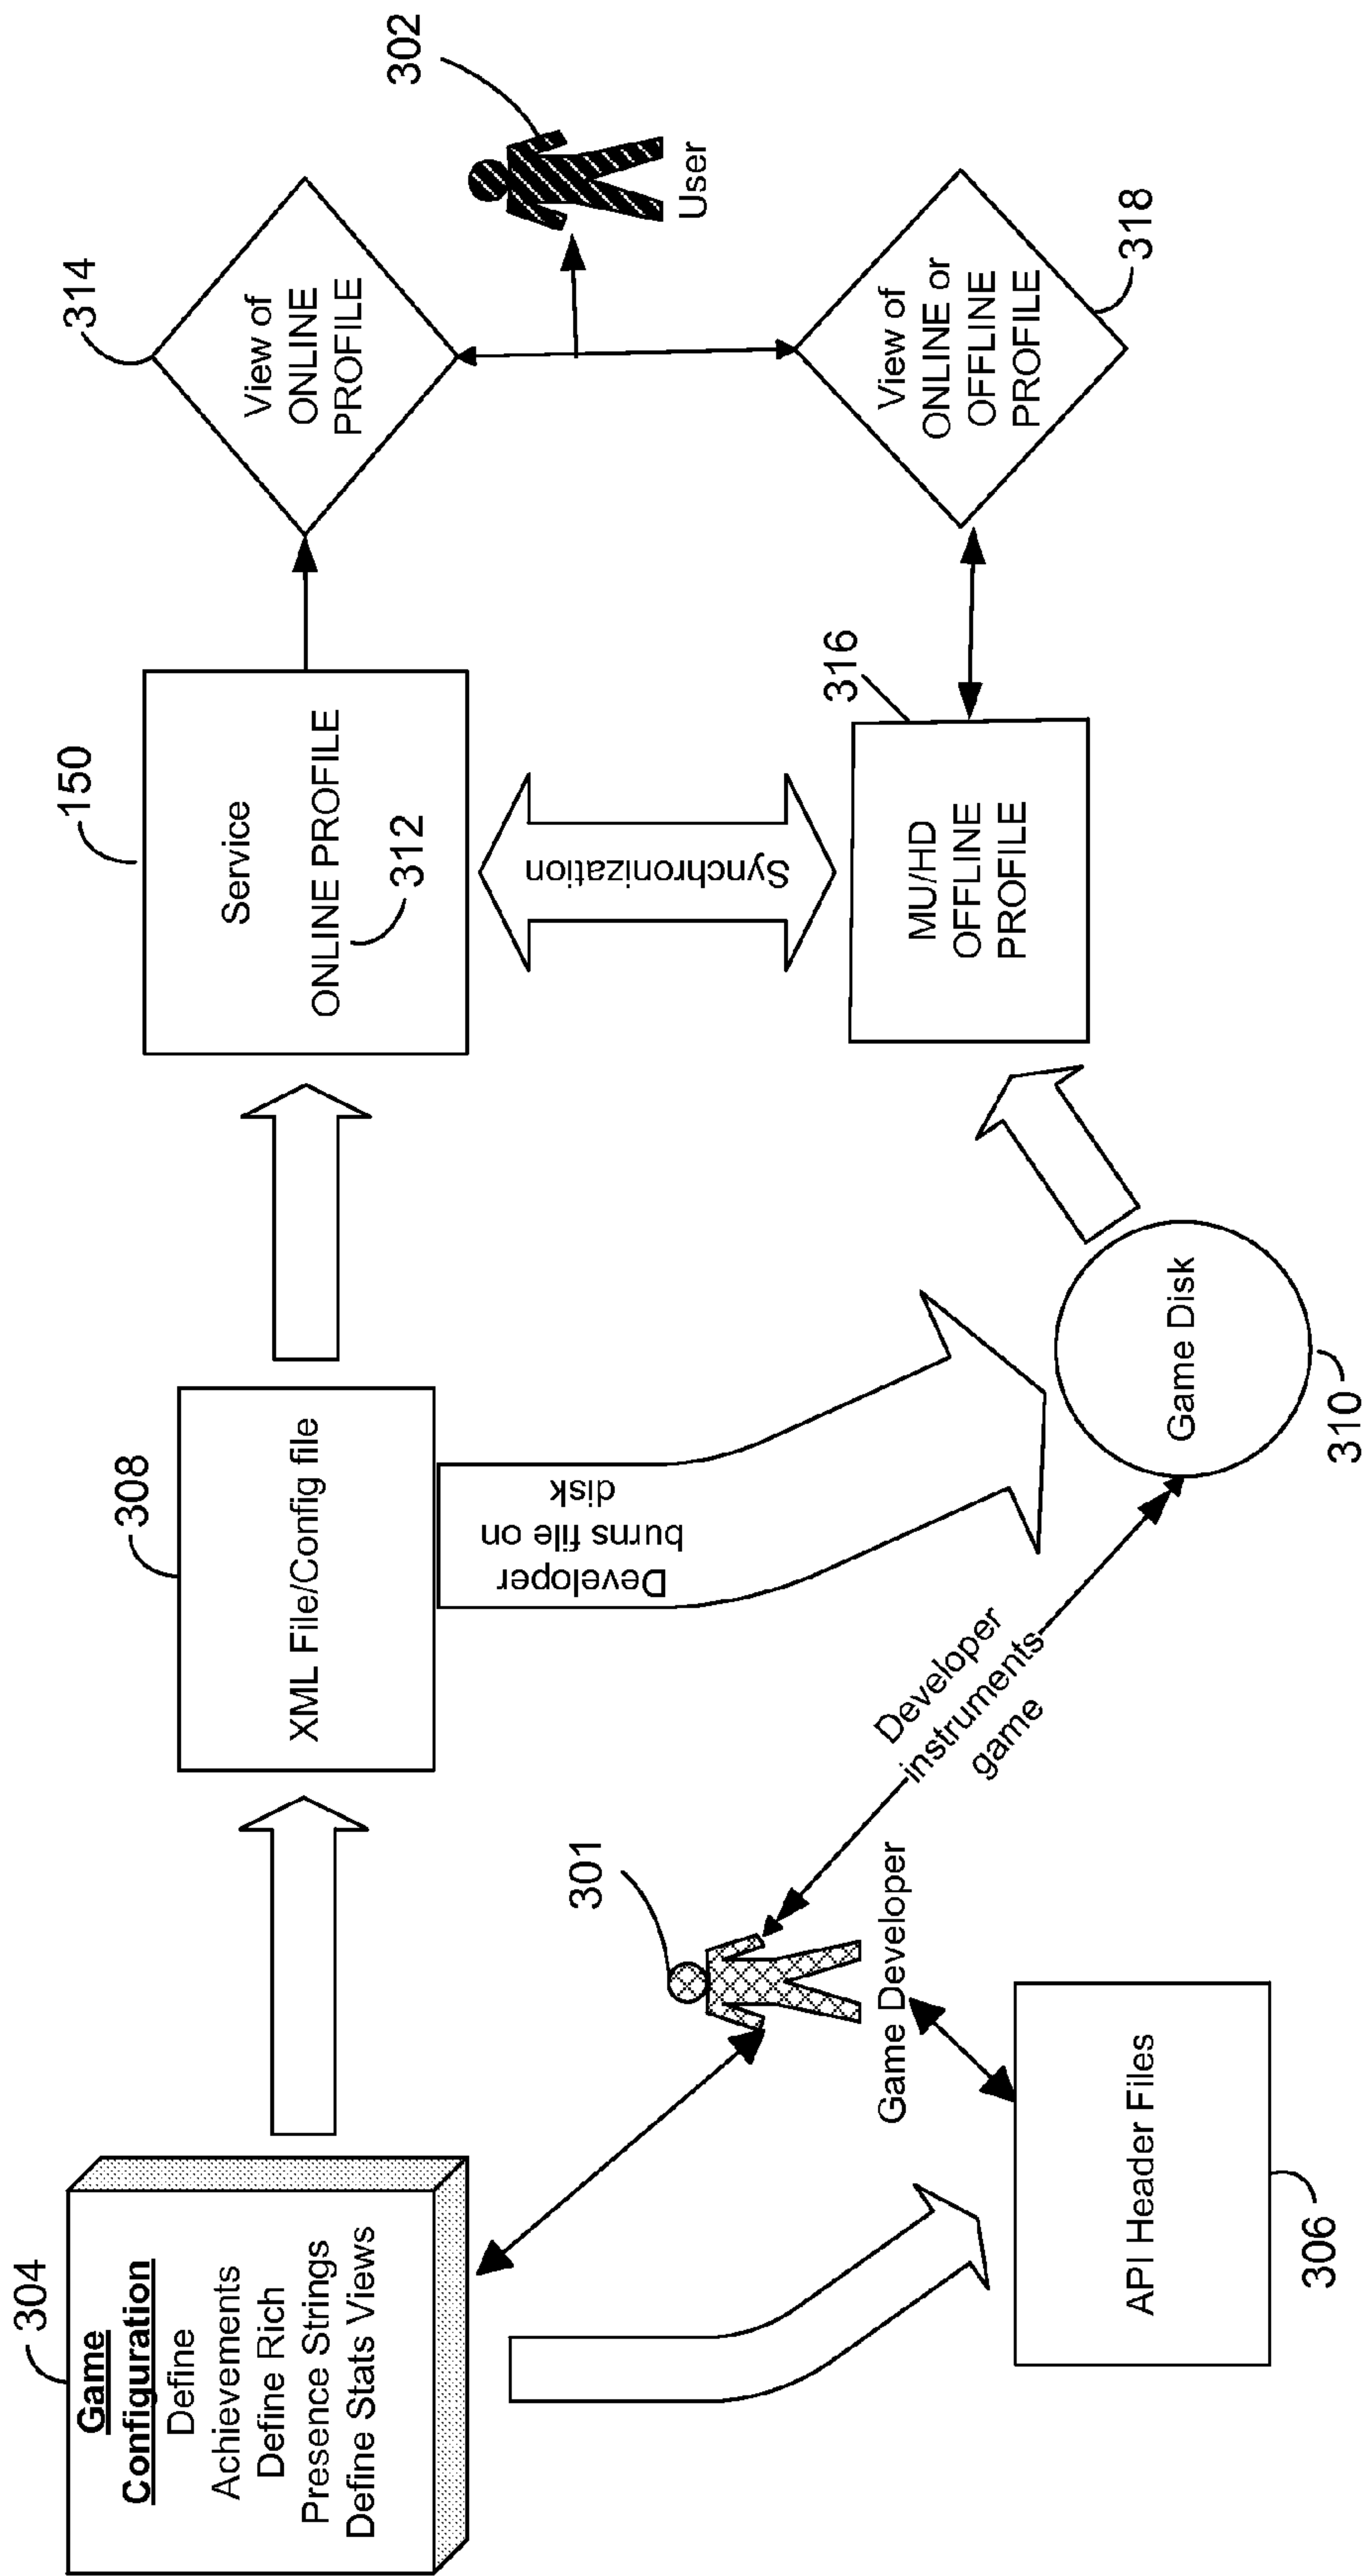 304
Game
Configuration
Define
Achievements
Define Rich
Presence Strings
Define Stats Views
308
XML File/Config file
150
Service
ONLINE PROFILE
312
314
View of
ONLINE
PROFILE
302
User
Developer
burns file on
disk
Synchronization
301
Game Developer
Developer
instruments
game
316
MU/HD
OFFLINE
PROFILE
View of
ONLINE or
OFFLINE
PROFILE
318
API Header Files
306
Game Disk
310